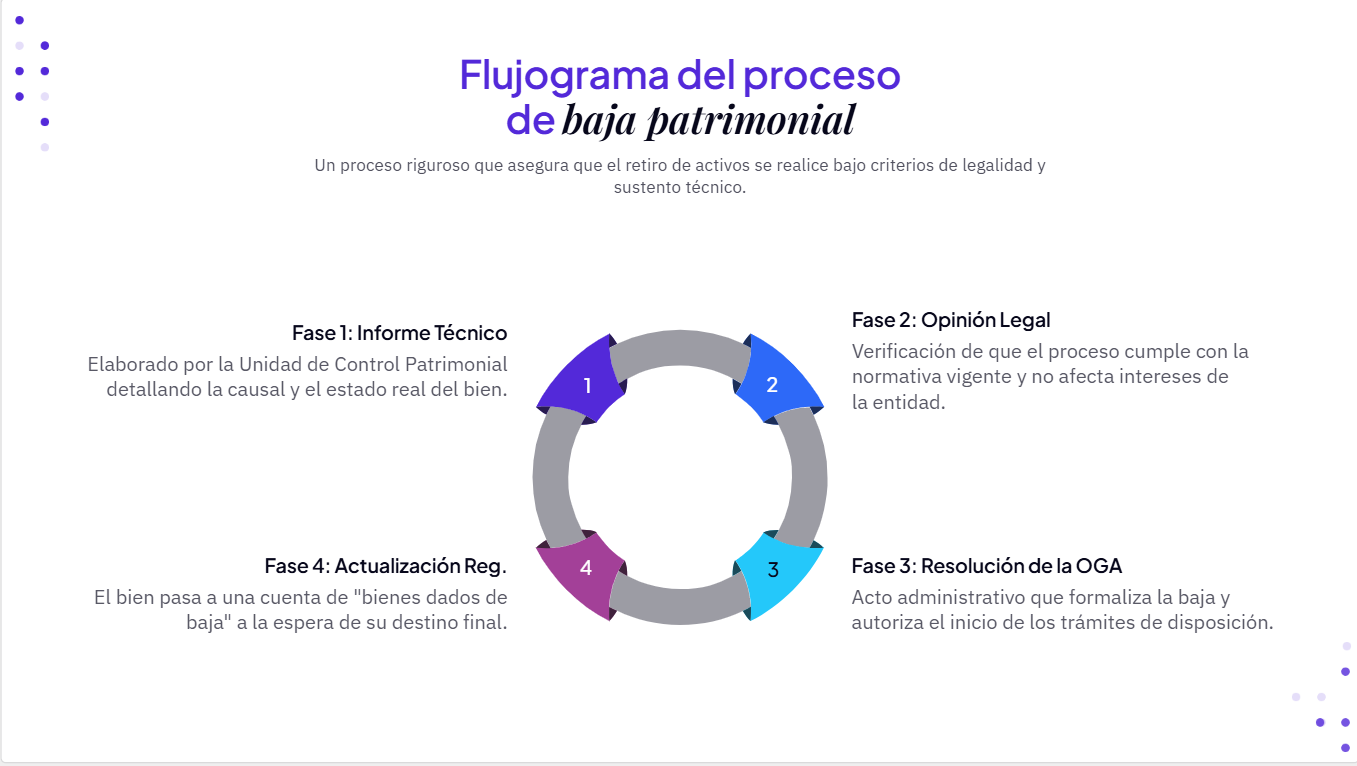 Flujograma del proceso
de baja patrimonial
Un proceso riguroso que asegura que el retiro de activos se realice bajo criterios de legalidad y
sustento técnico.
Fase 1: Informe Técnico
Elaborado por la Unidad de Control Patrimonial
detallando la causal y el estado real del bien.
1
2
Fase 2: Opinión Legal
Verificación de que el proceso cumple con la
normativa vigente y no afecta intereses de
la entidad.
3
Fase 3: Resolución de la OGA
Acto administrativo que formaliza la baja y
autoriza el inicio de los trámites de disposición.
4
Fase 4: Actualización Reg.
El bien pasa a una cuenta de "bienes dados de
baja" a la espera de su destino final.